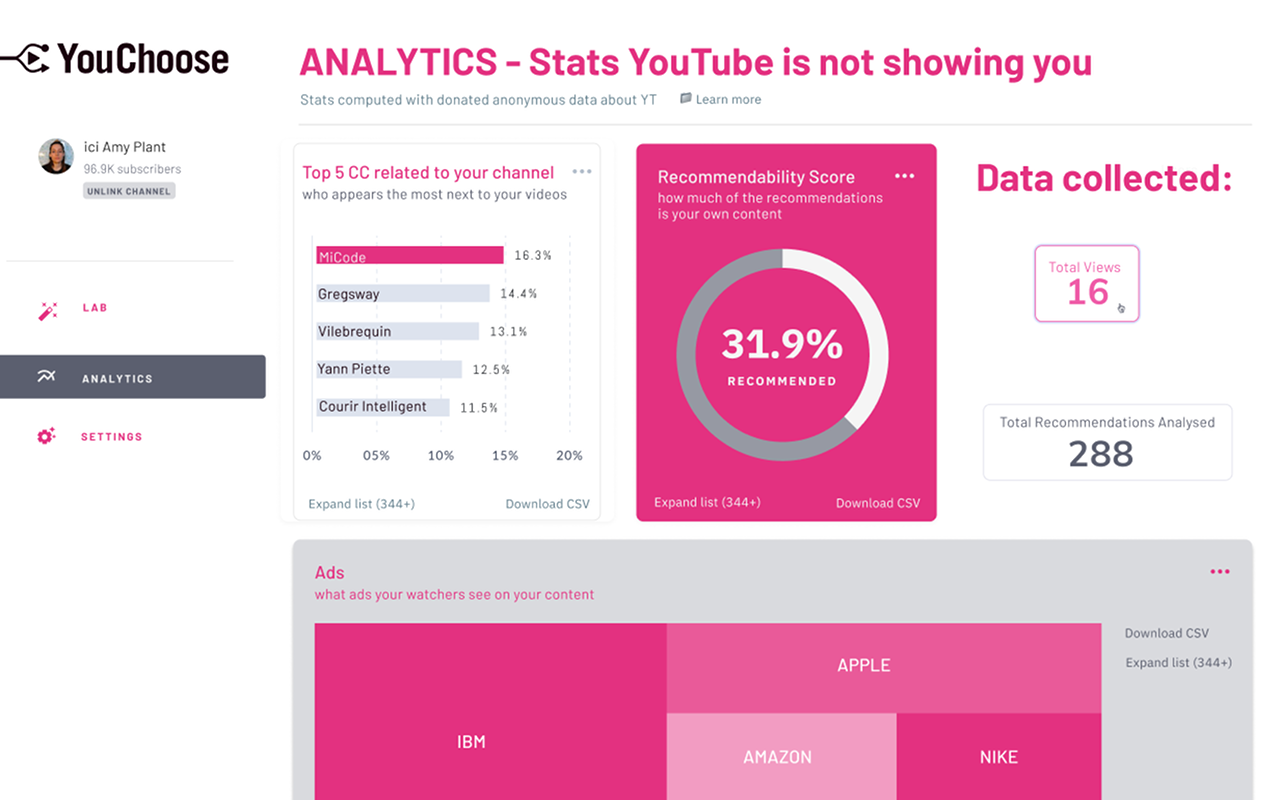 YouChoose
ANALYTICS - Stats YouTube is not showing you
Stats computed with donated anonymous data about YT
Learn more
ici Amy Plant
96.9K subscribers
UNLINK CHANNEL
LAB
ANALYTICS
SETTINGS
Top 5 CC related to your channel
who appears the most next to your videos
MiCode 16.3%
Gregsway 14.4%
Vilebrequin 13.1%
Yann Piette 12.5%
Courir Intelligent 11.5%
0% 05% 10% 15% 20%
Expand list (344+) Download CSV
Recommendability Score
how much of the recommendations
is your own content
31.9%
RECOMMENDED
Expand list (344+) Download CSV
Data collected:
Total Views
16
Total Recommendations Analysed
288
Ads
what ads your watchers see on your content
IBM
APPLE
AMAZON
NIKE
Download CSV
Expand list (344+)